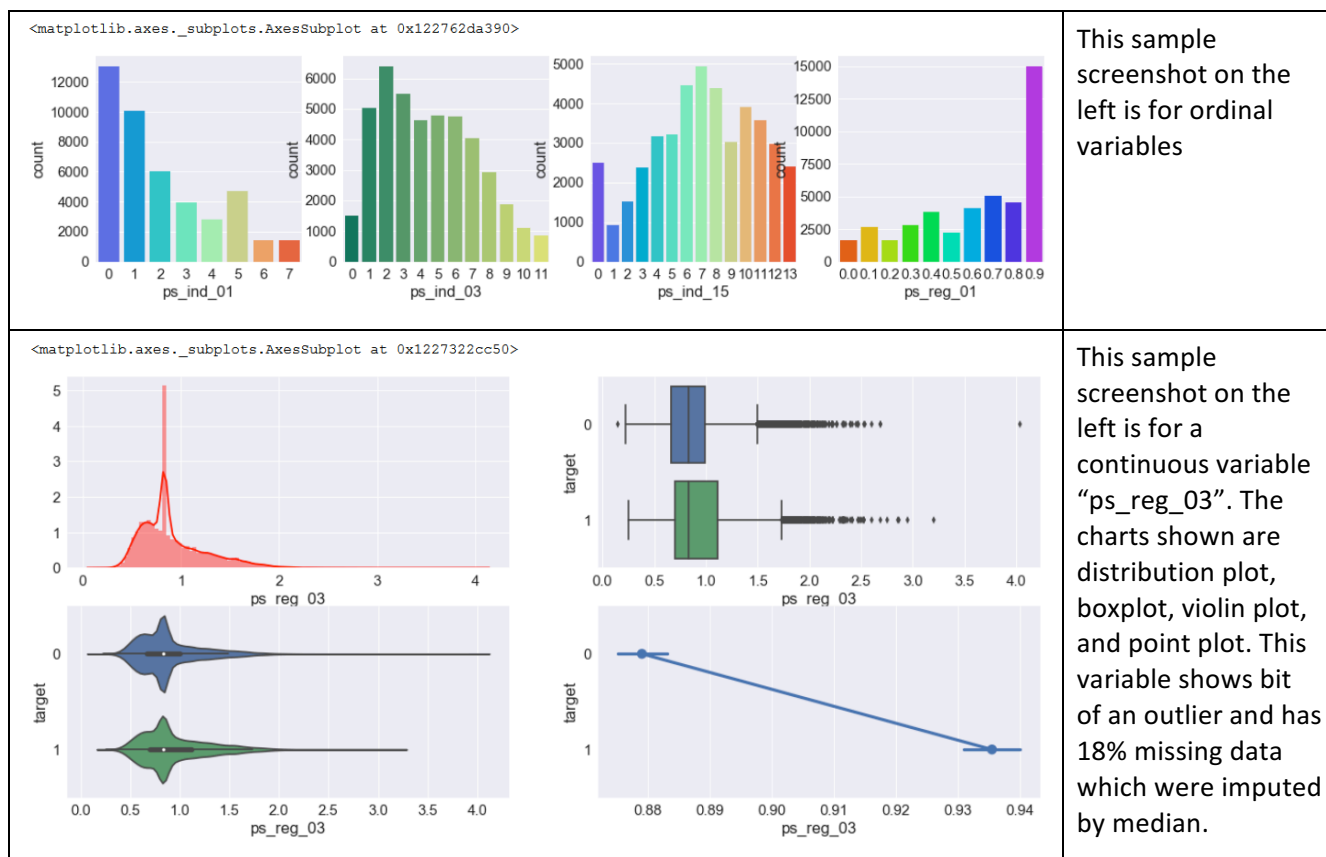 <matplotlib.axes._subplots.AxesSubplot at 0x122762da390>
12000
10000
8000
6000
4000
2000
0
count
0 1 2 3 4 5 6 7
ps_ind_01
6000
5000
4000
3000
2000
1000
0
count
0 1 2 3 4 5 6 7 8 9 10 11
ps_ind_03
5000
4000
3000
2000
1000
0
count
0 1 2 3 4 5 6 7 8 9 10 11 12 13
ps_ind_15
15000
12500
10000
7500
5000
2500
0
count
0.0 0.1 0.2 0.3 0.4 0.5 0.6 0.7 0.8 0.9
ps_reg_01
This sample
screenshot on the
left is for ordinal
variables
<matplotlib.axes._subplots.AxesSubplot at 0x1227322cc50>
5
4
3
2
1
0
0 1 2 3 4
ps_reg_03
target
0
1
0.0 0.5 1.0 1.5 2.0 2.5 3.0 3.5 4.0
ps_reg_03
target
0
1
0.0 0.5 1.0 1.5 2.0 2.5 3.0 3.5 4.0
ps_reg_03
target
0
1
0.88 0.89 0.90 0.91 0.92 0.93 0.94
ps_reg_03
This sample
screenshot on the
left is for a
continuous variable
“ps_reg_03”. The
charts shown are
distribution plot,
boxplot, violin plot,
and point plot. This
variable shows bit
of an outlier and has
18% missing data
which were imputed
by median.